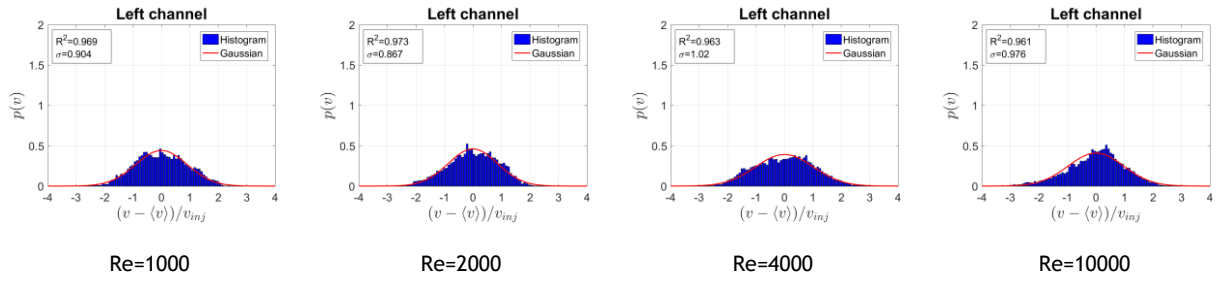 Left channel
R²=0.969
σ=0.904
Histogram
Gaussian
2
1.5
1
0.5
0
p(v)
-4 -3 -2 -1 0 1 2 3 4
(v − ⟨v⟩)/v_inj
Re=1000
Left channel
R²=0.973
σ=0.867
Histogram
Gaussian
2
1.5
1
0.5
0
p(v)
-4 -3 -2 -1 0 1 2 3 4
(v − ⟨v⟩)/v_inj
Re=2000
Left channel
R²=0.963
σ=1.02
Histogram
Gaussian
2
1.5
1
0.5
0
p(v)
-4 -3 -2 -1 0 1 2 3 4
(v − ⟨v⟩)/v_inj
Re=4000
Left channel
R²=0.961
σ=0.976
Histogram
Gaussian
2
1.5
1
0.5
0
p(v)
-4 -3 -2 -1 0 1 2 3 4
(v − ⟨v⟩)/v_inj
Re=10000